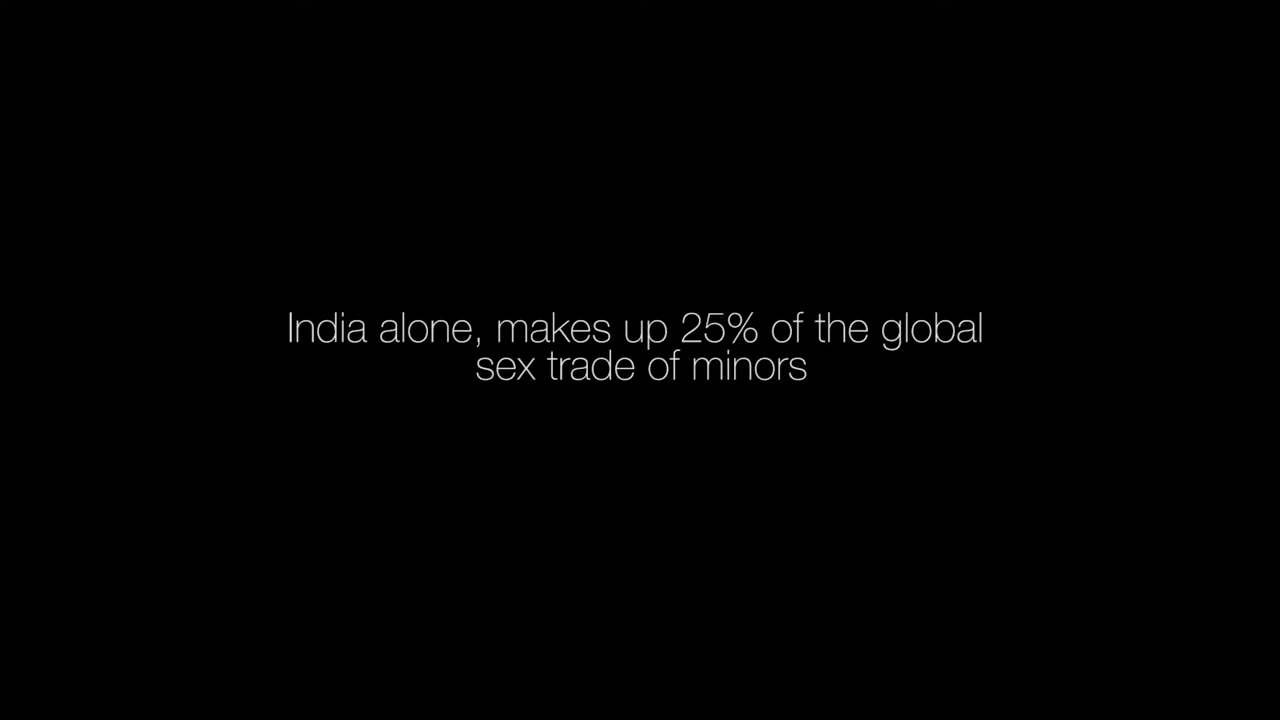 India alone, makes up 25% of the global
sex trade of minors